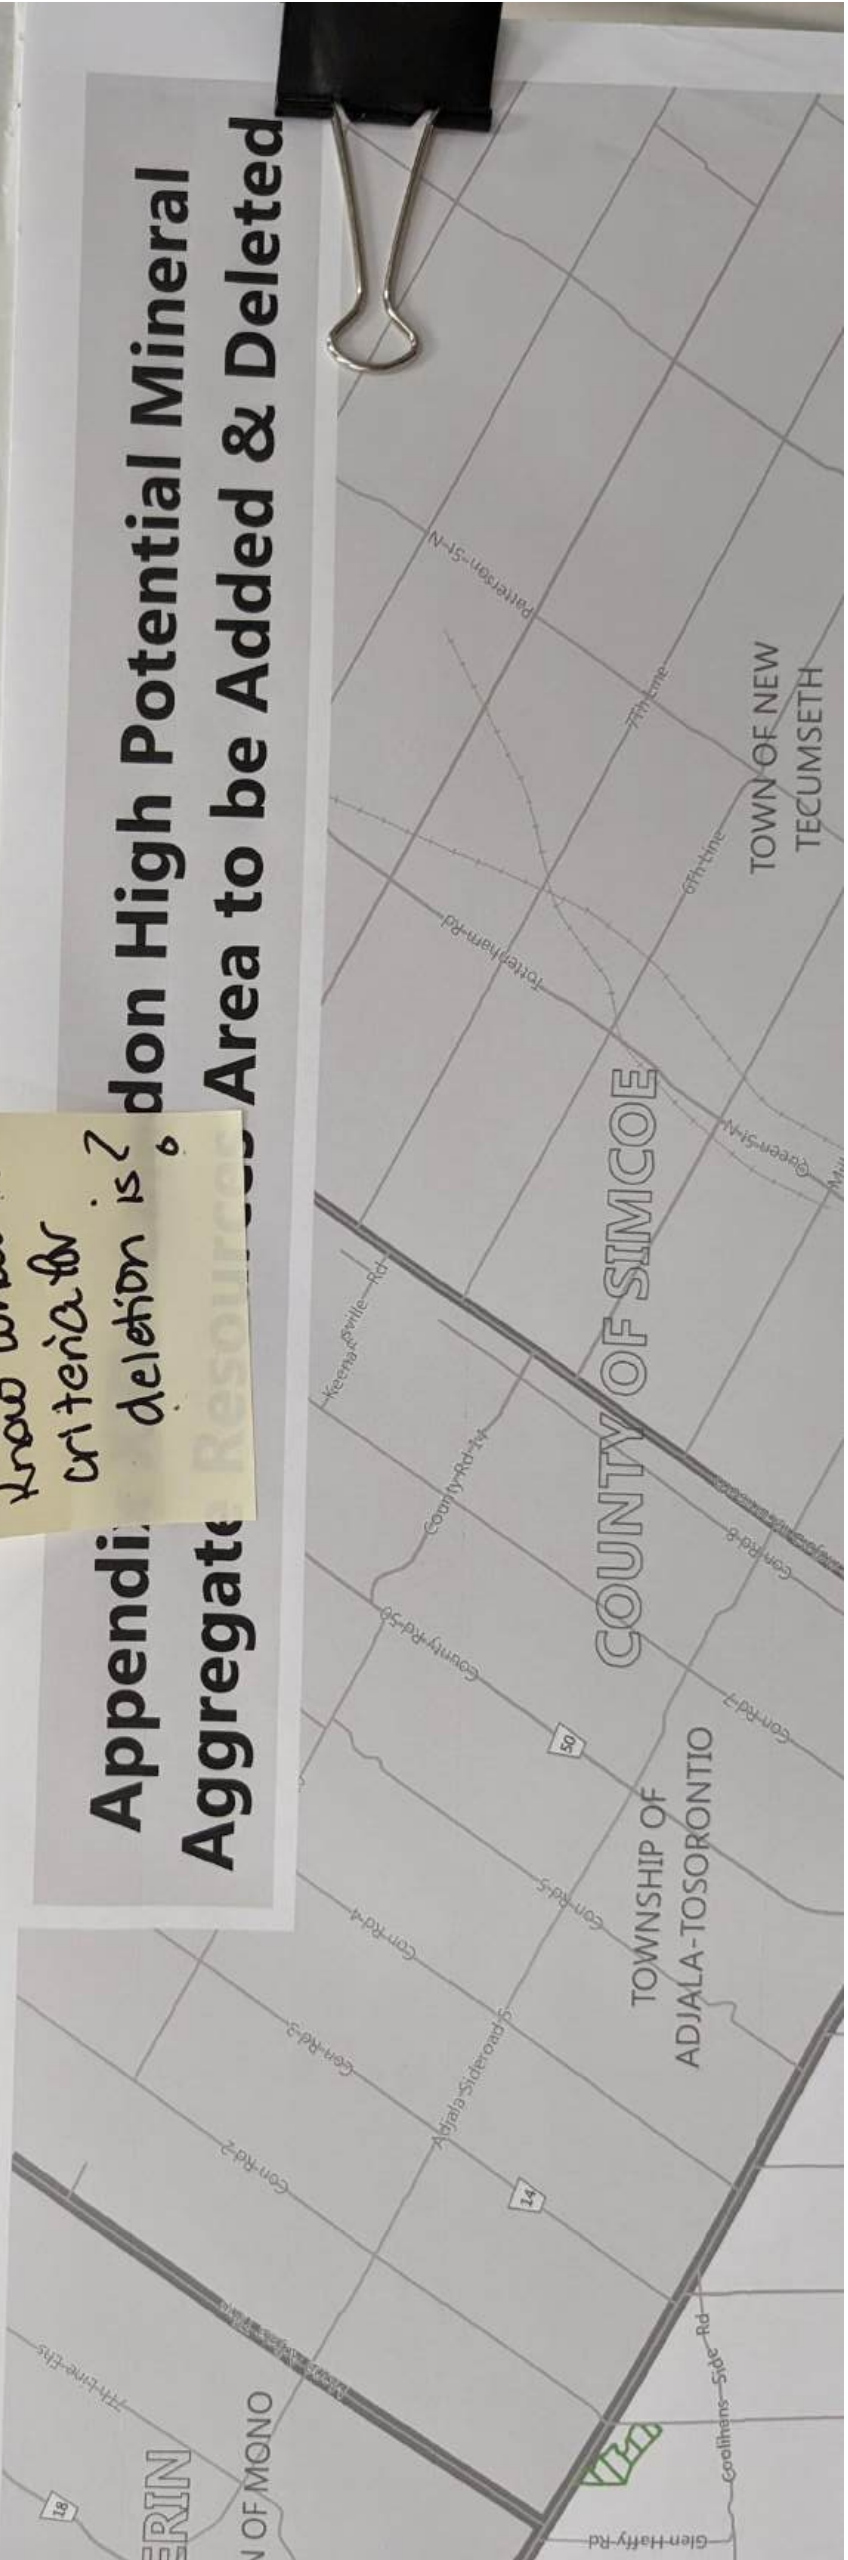 know
criteria for
deletion is?
Appendi
don High Potential Mineral
Aggregate Resources Area to be Added & Deleted
Patterson-St-N
7Th Line
6Th Line
TOWN OF NEW
TECUMSETH
Tottenham-Rd
Queen-St-N
Mil
COUNTY OF SIMCOE
Rd
County-Rd
Con-Rd-8
County-Rd-50
50
Con-Rd-7
TOWNSHIP OF
ADJALA-TOSORONTIO
Con-Rd-5
Con-Rd-4
Con-Rd-3
Adjala-Sideroad-5
Con-Rd-2
14
7Th-Line-Ehs
18
ERIN
N OF MONO
Coolihans Side Rd
Glen-Haffy-Rd